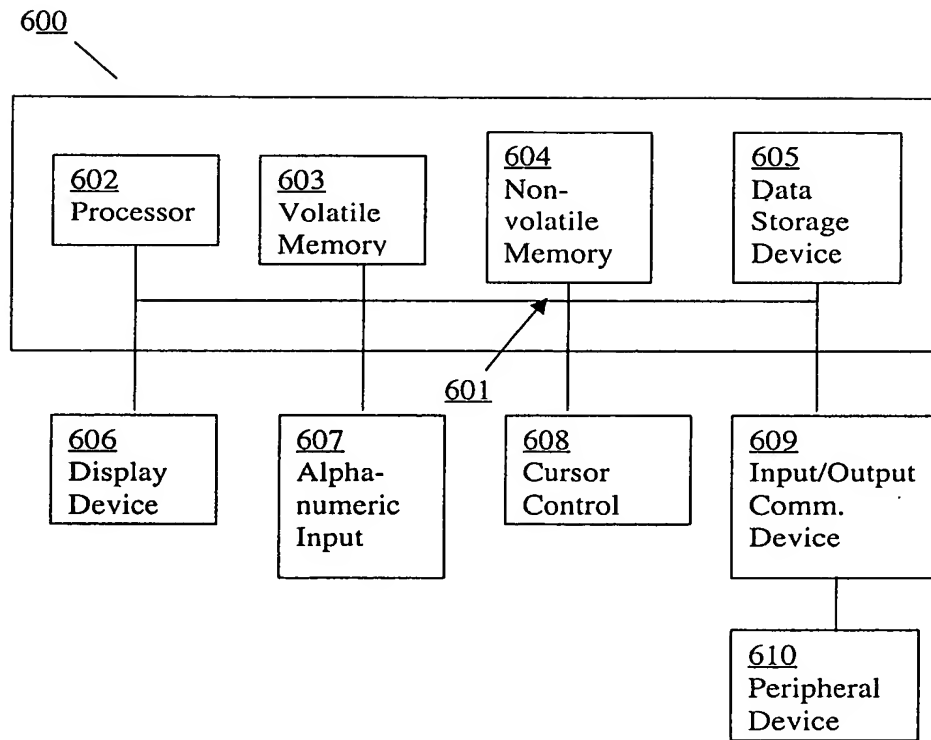 600
602
Processor
603
Volatile
Memory
604
Non-
volatile
Memory
605
Data
Storage
Device
601
606
Display
Device
607
Alpha-
numeric
Input
608
Cursor
Control
609
Input/Output
Comm.
Device
610
Peripheral
Device